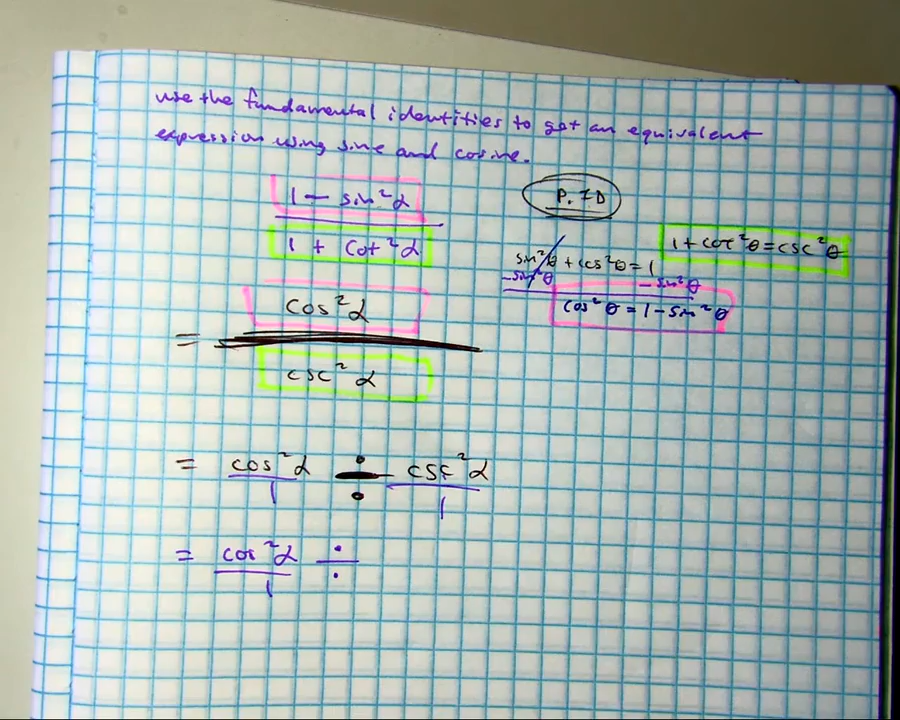 use the fundamental identities to get an equivalent
expression using sine and cosine.
1 - sin²α
1 + cot²α
P. ID
sin²θ + cos²θ = 1
-sin²θ -sin²θ
cos²θ = 1 - sin²θ
1 + cot²θ = csc²θ
= cos²α
csc²α
= cos²α ÷ csc²α
1 1
= cos²α ÷
1